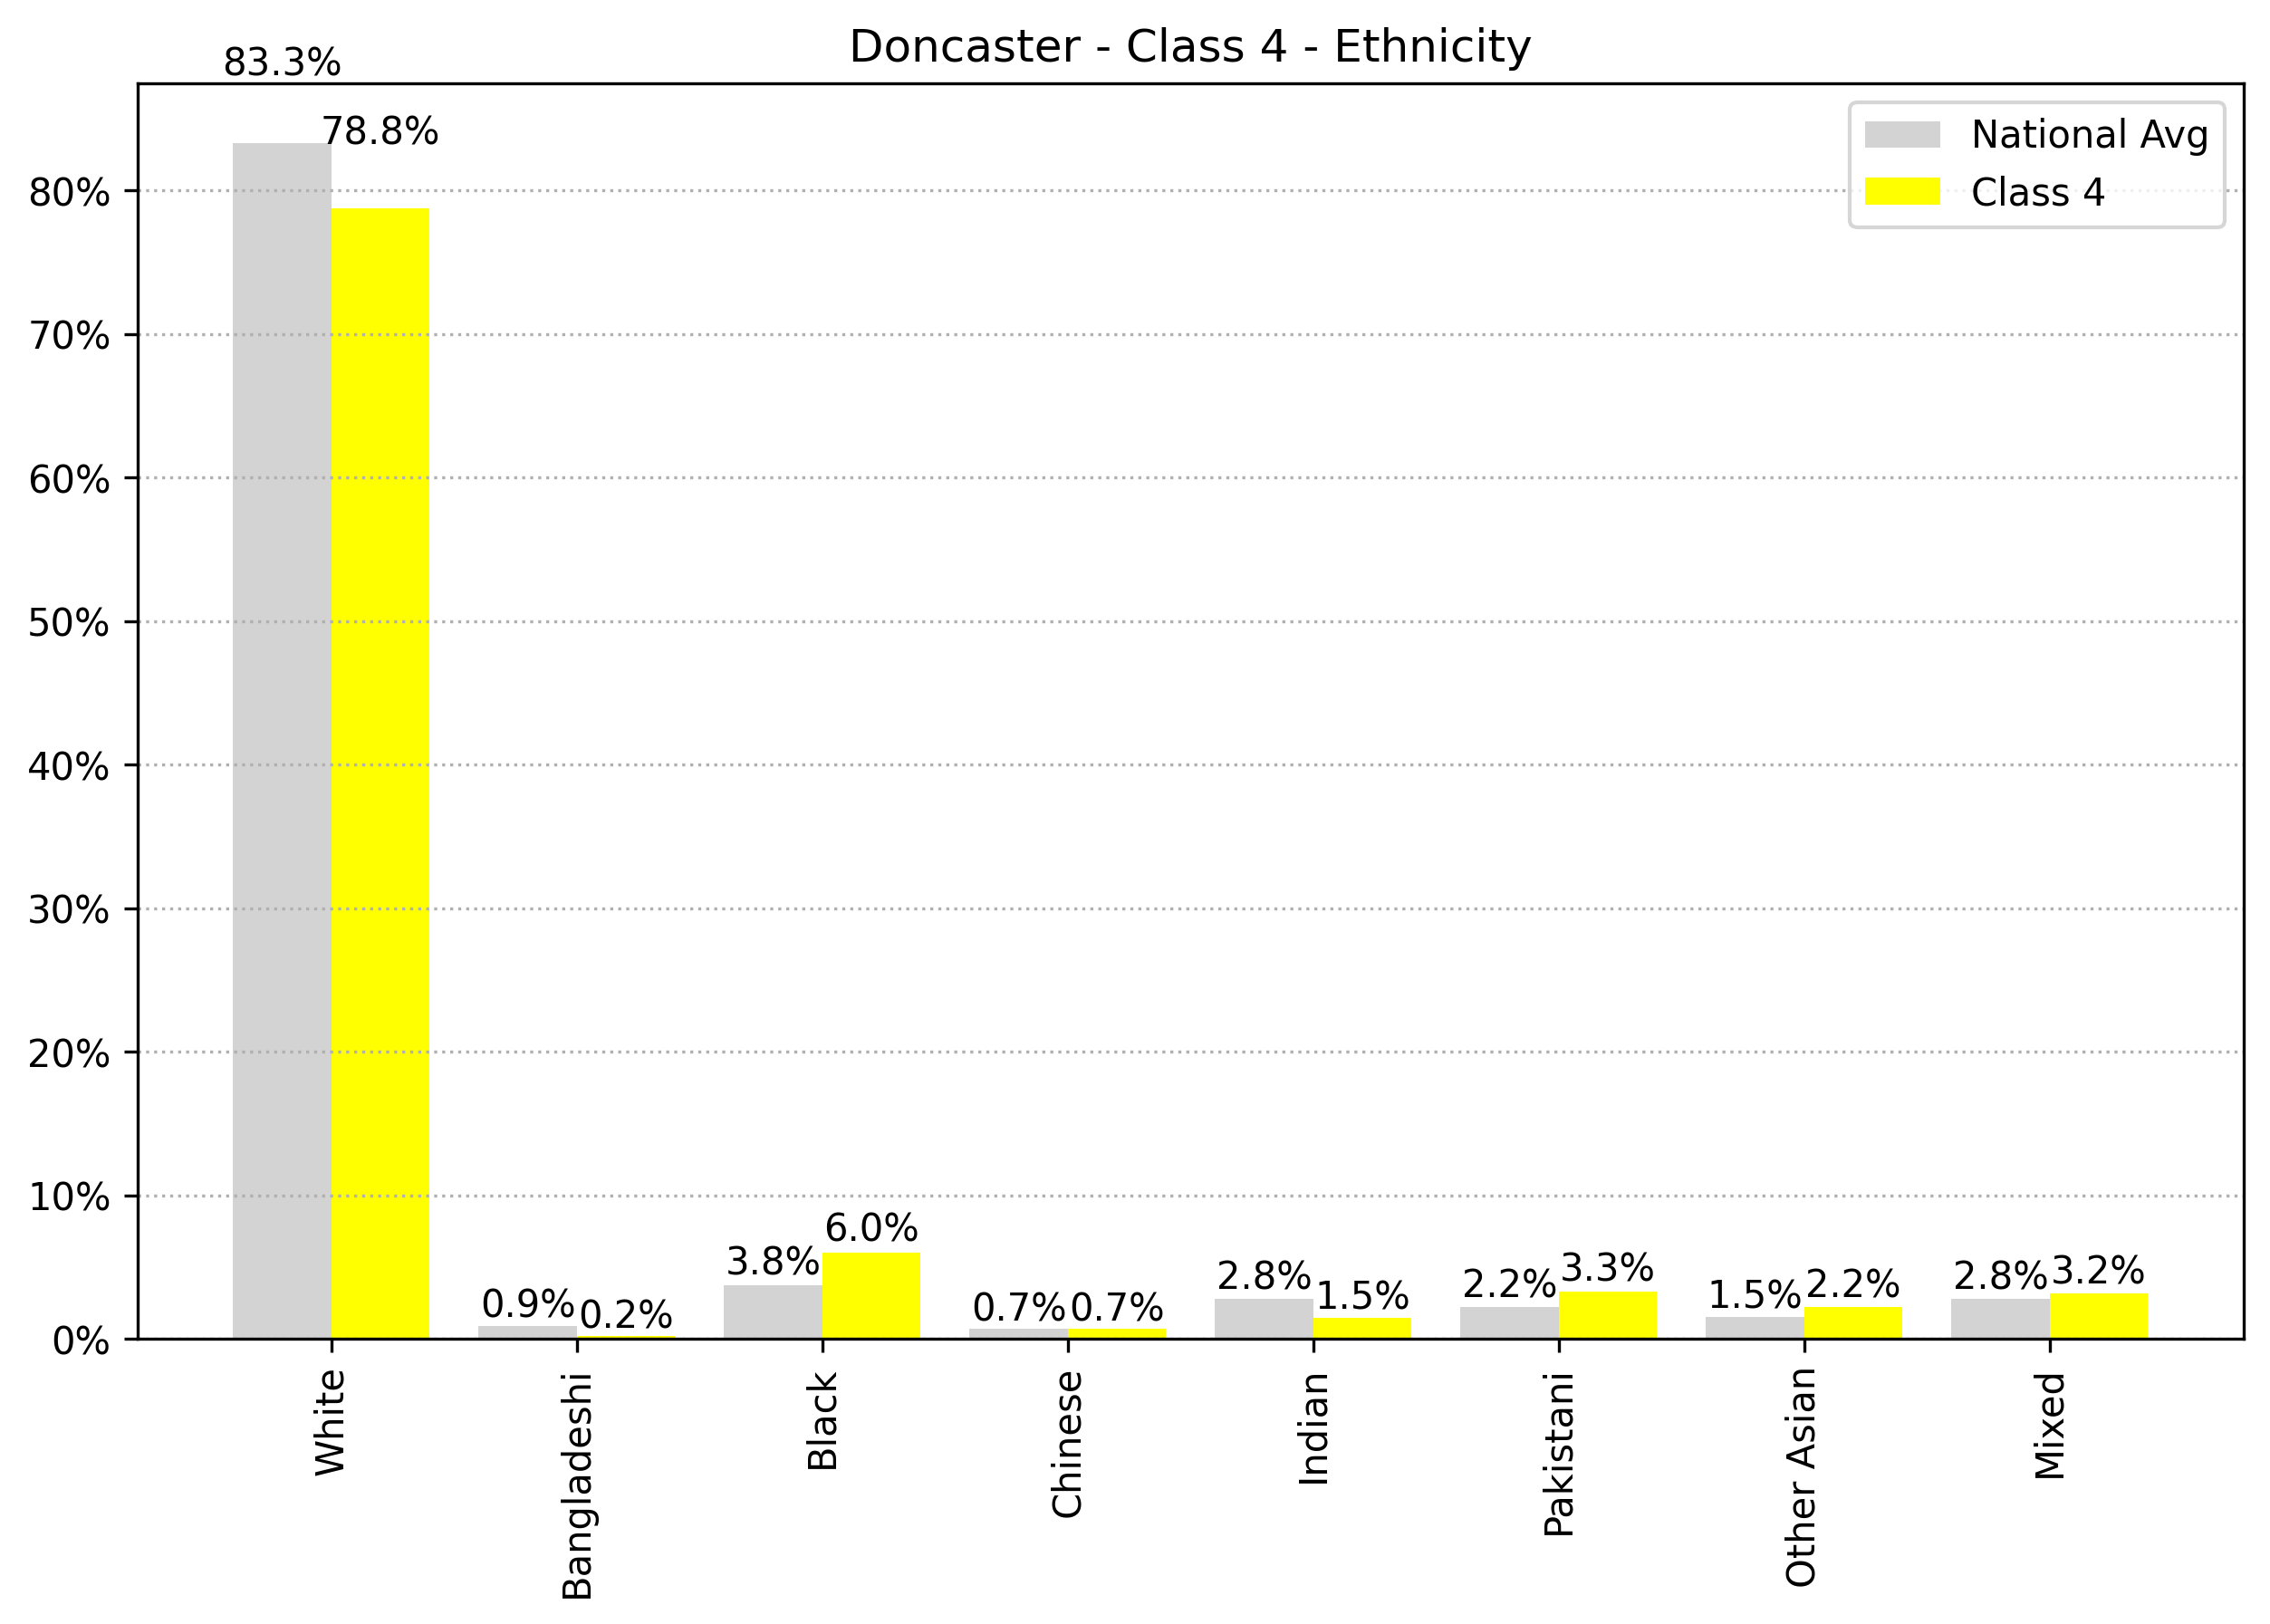 Doncaster - Class 4 - Ethnicity
National Avg
Class 4
80%
70%
60%
50%
40%
30%
20%
10%
0%
83.3%
78.8%
0.9%
0.2%
3.8%
6.0%
0.7%
0.7%
2.8%
1.5%
2.2%
3.3%
1.5%
2.2%
2.8%
3.2%
White
Bangladeshi
Black
Chinese
Indian
Pakistani
Other Asian
Mixed